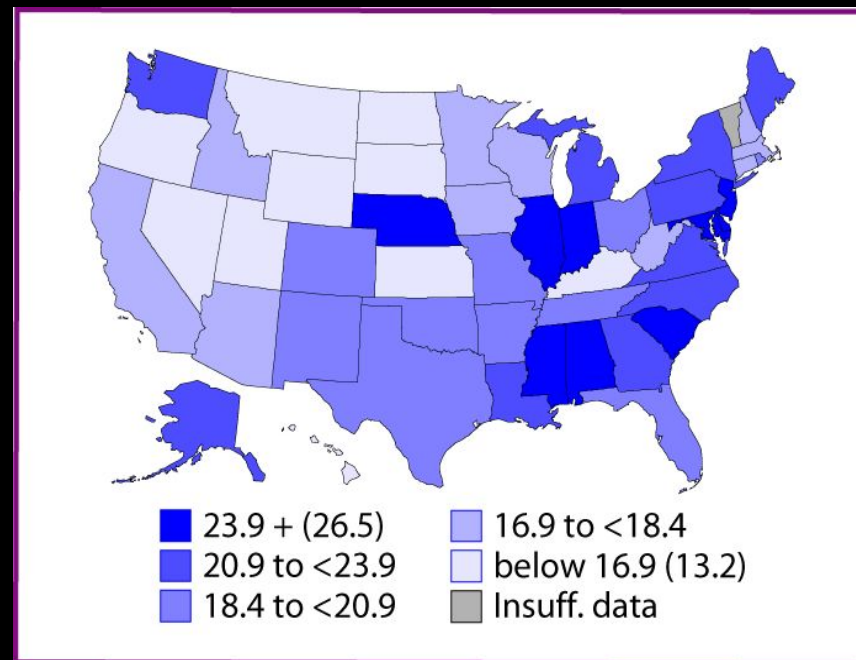 23.9 + (26.5)
20.9 to <23.9
18.4 to <20.9
16.9 to <18.4
below 16.9 (13.2)
Insuff. data